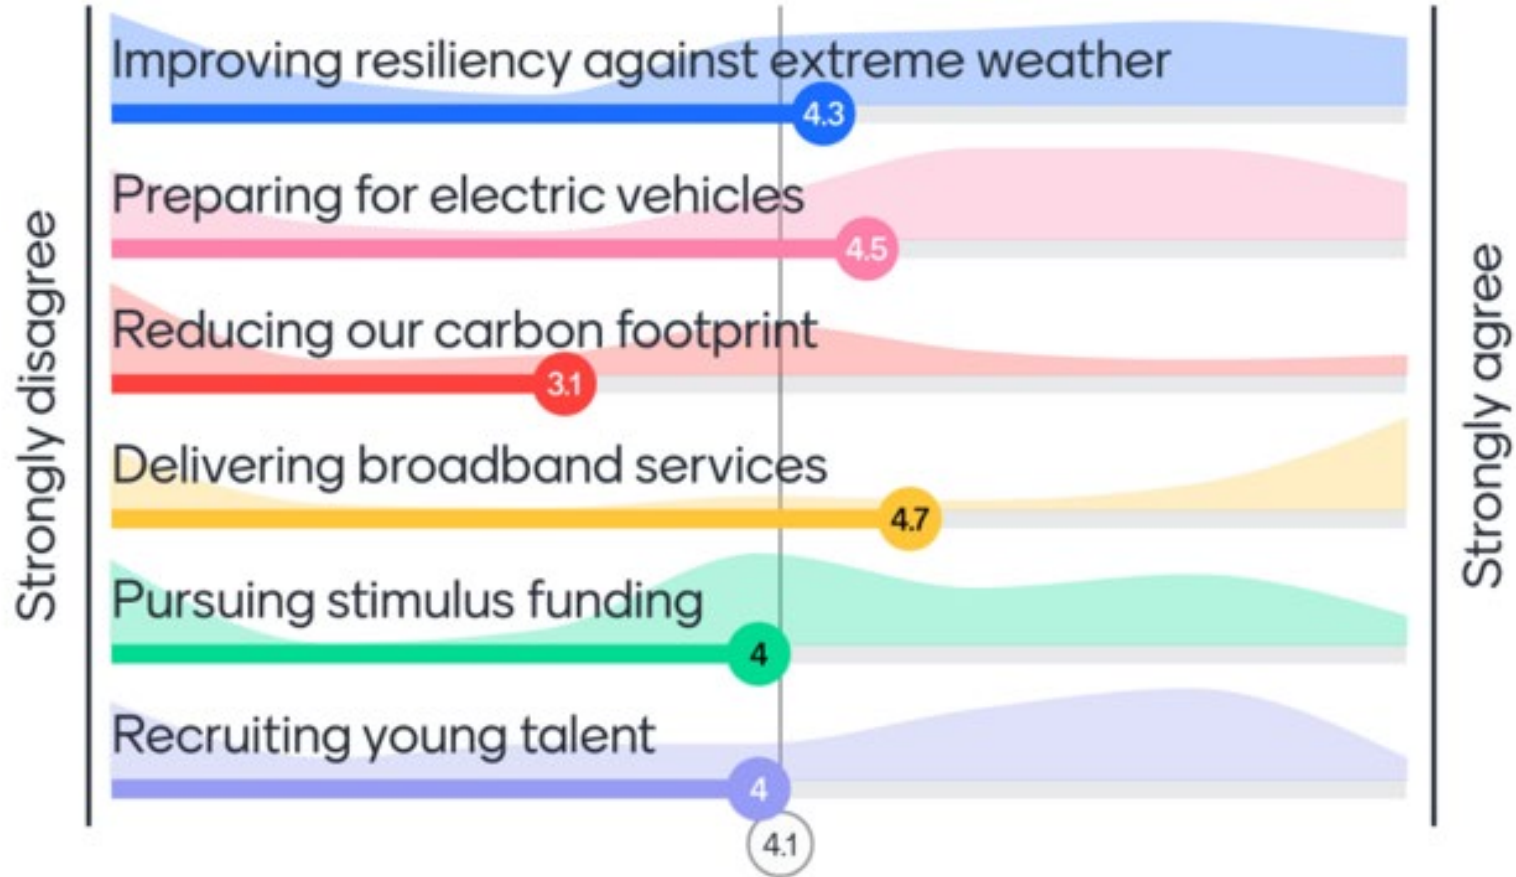 Improving resiliency against extreme weather
4.3
Preparing for electric vehicles
4.5
Reducing our carbon footprint
3.1
Delivering broadband services
4.7
Pursuing stimulus funding
4
Recruiting young talent
4
4.1
Strongly disagree
Strongly agree